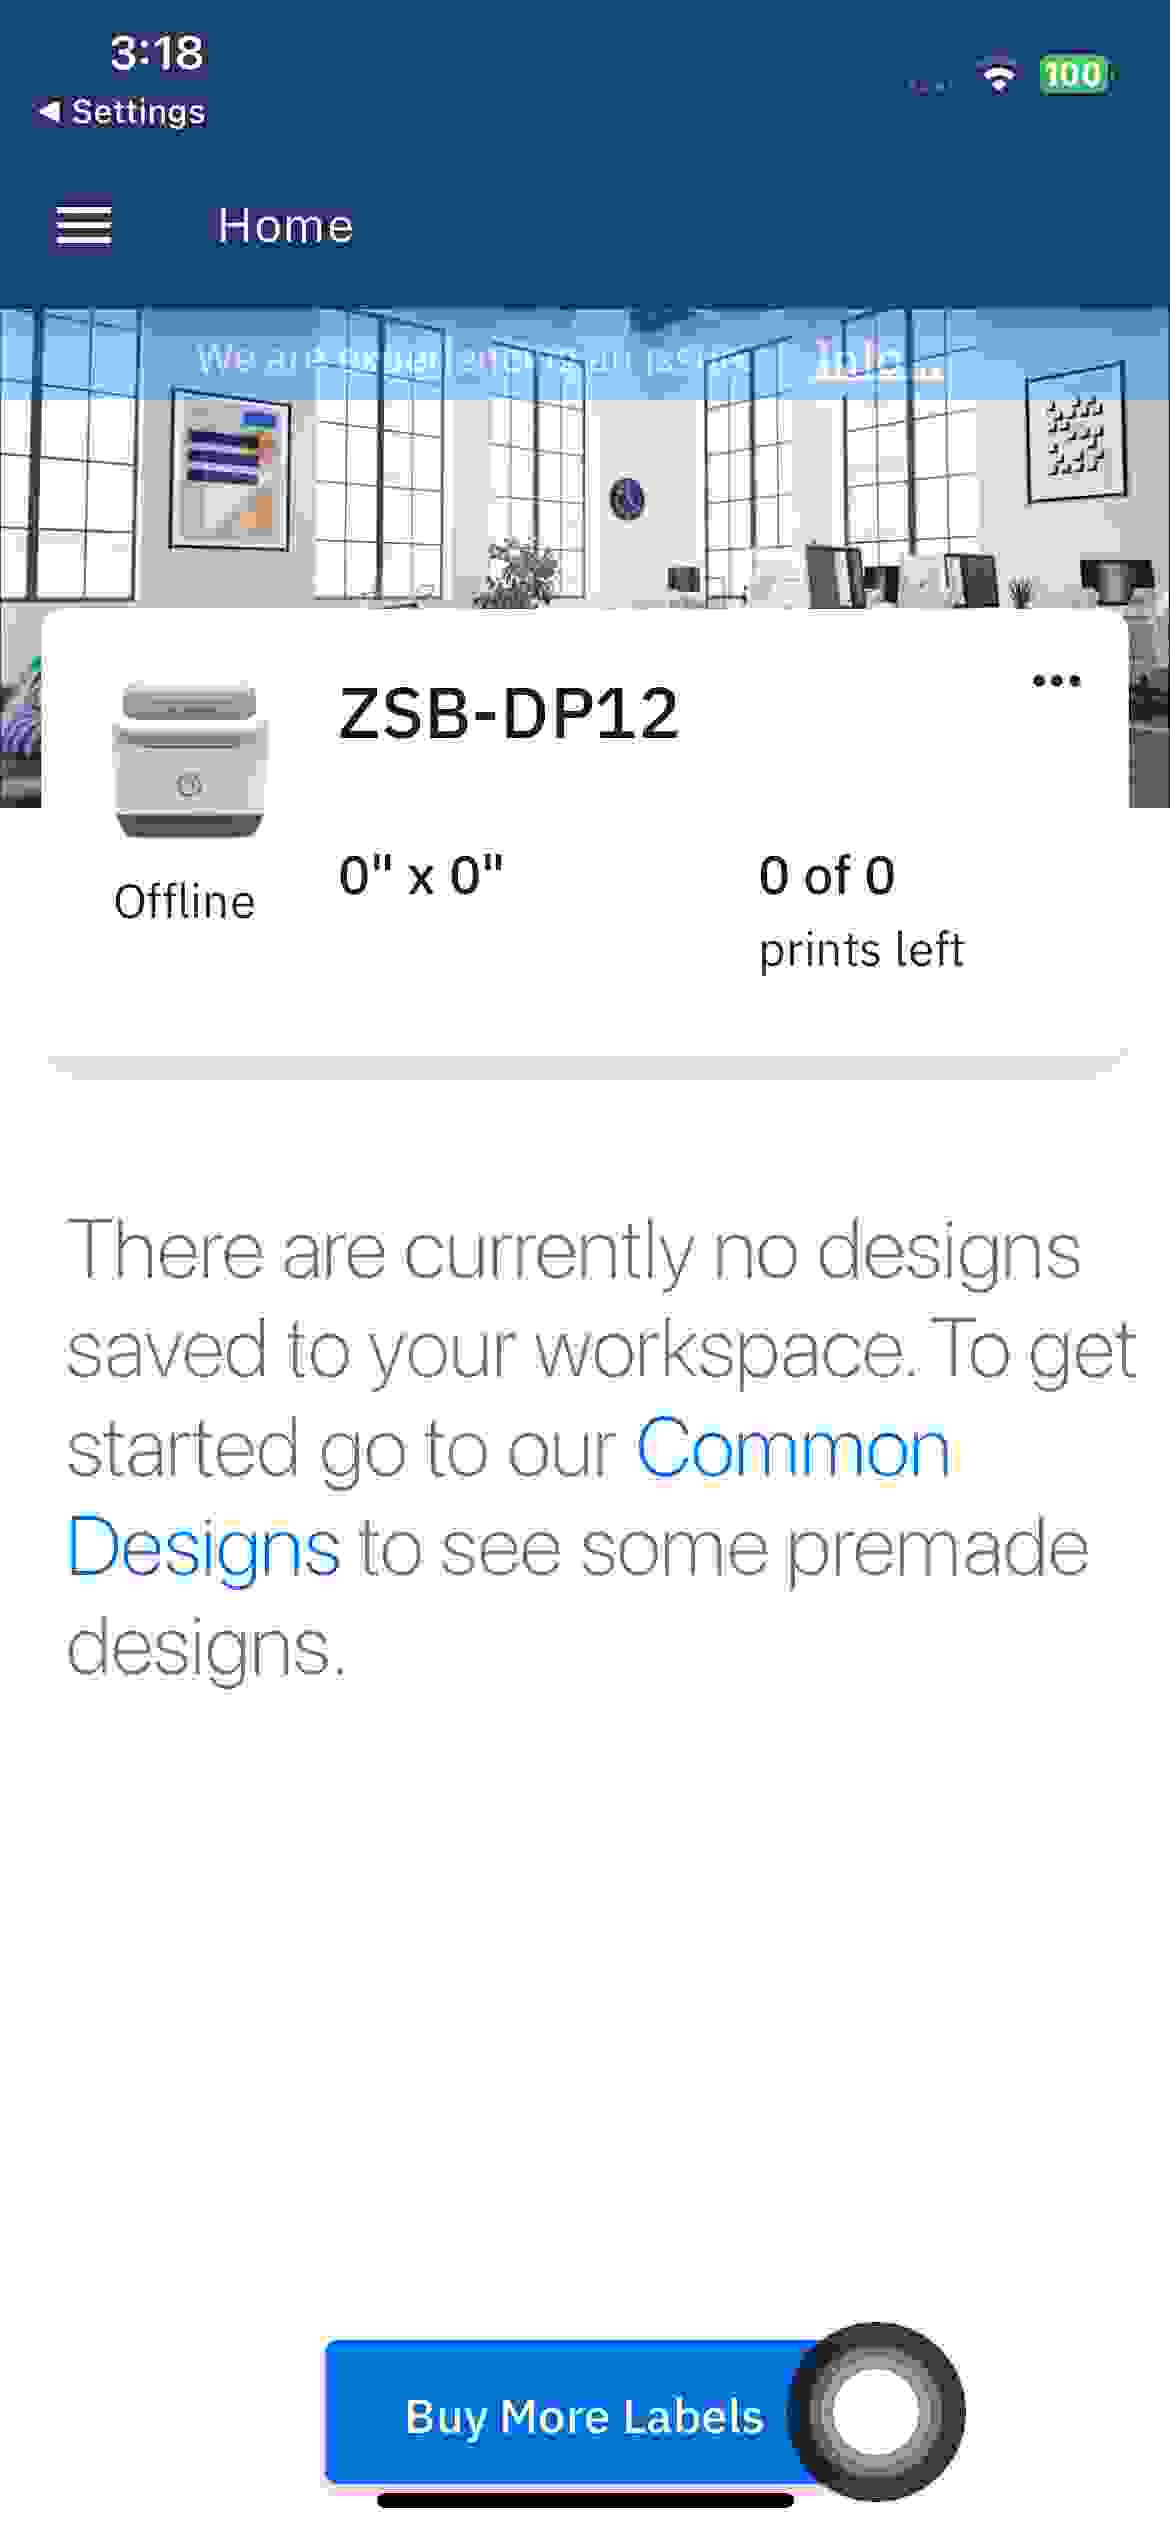 3:18
100
◀ Settings
Home
We are experiencing an issue Info...
ZSB-DP12
Offline
0" x 0"
0 of 0
prints left
There are currently no designs
saved to your workspace. To get
started go to our Common
Designs to see some premade
designs.
Buy More Labels